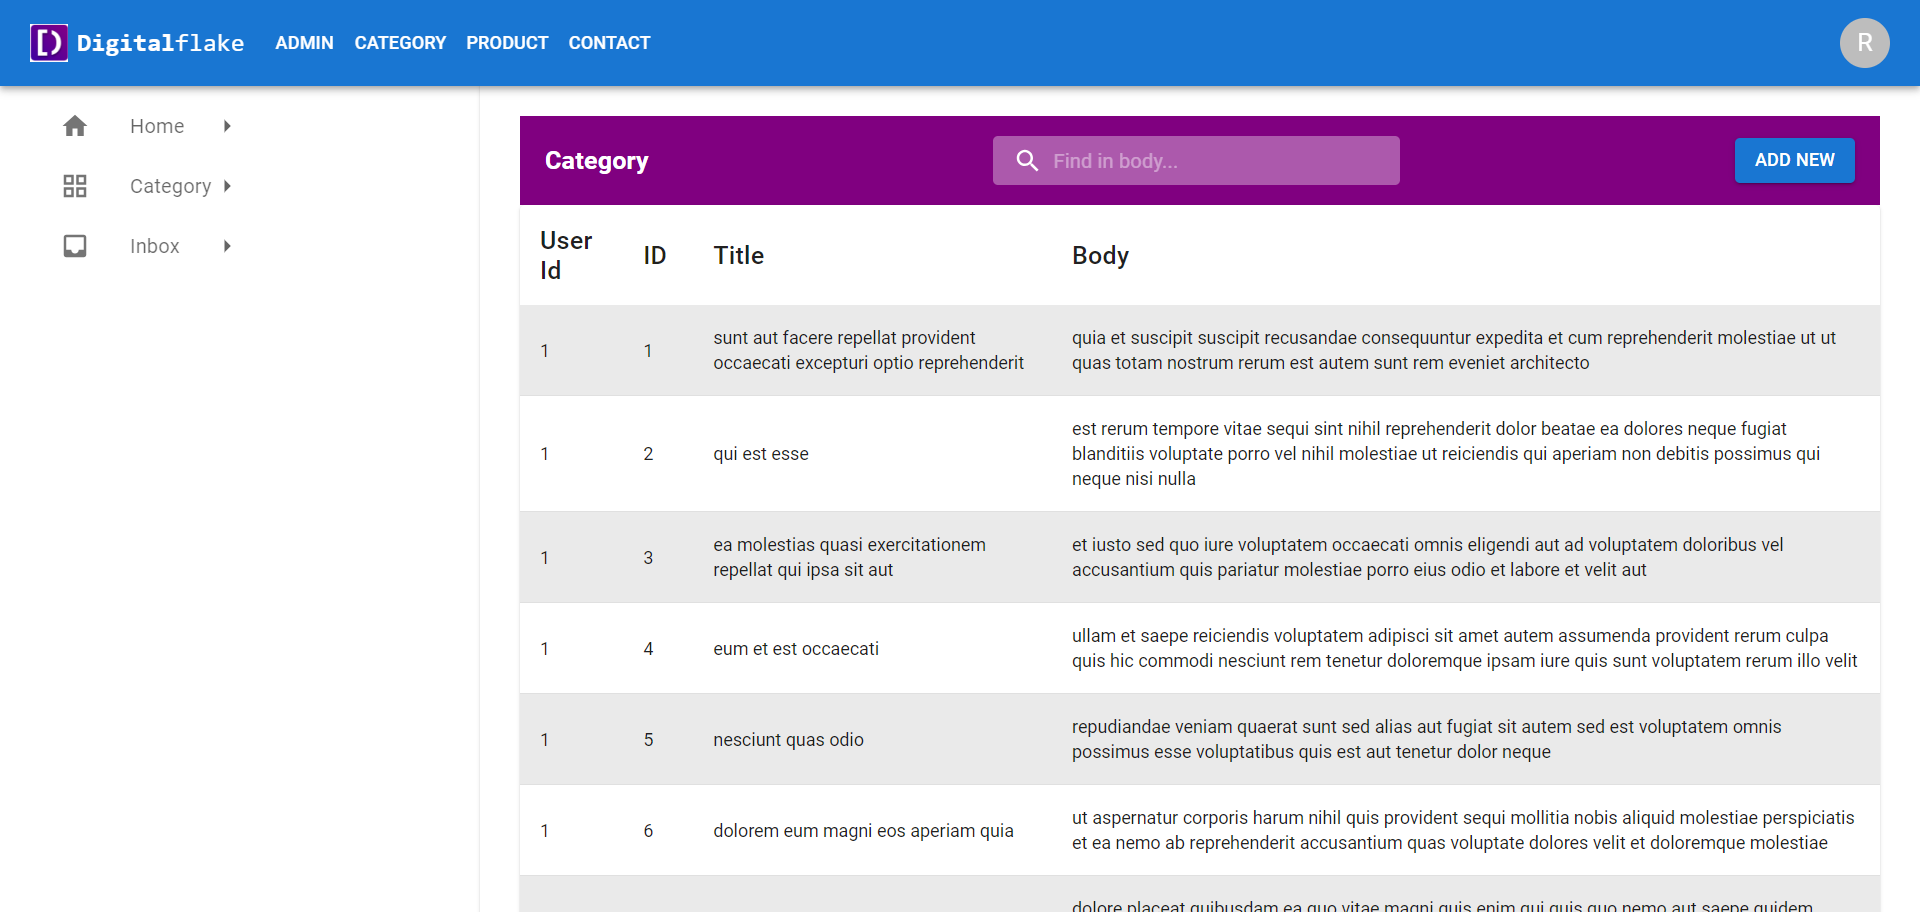 Digitalflake ADMIN CATEGORY PRODUCT CONTACT R
Home
Category
Inbox
Category Find in body... ADD NEW
User Id ID Title Body
1 1 sunt aut facere repellat provident
occaecati excepturi optio reprehenderit
quia et suscipit suscipit recusandae consequuntur expedita et cum reprehenderit molestiae ut ut
quas totam nostrum rerum est autem sunt rem eveniet architecto
1 2 qui est esse
est rerum tempore vitae sequi sint nihil reprehenderit dolor beatae ea dolores neque fugiat
blanditiis voluptate porro vel nihil molestiae ut reiciendis qui aperiam non debitis possimus qui
neque nisi nulla
1 3 ea molestias quasi exercitationem
repellat qui ipsa sit aut
et iusto sed quo iure voluptatem occaecati omnis eligendi aut ad voluptatem doloribus vel
accusantium quis pariatur molestiae porro eius odio et labore et velit aut
1 4 eum et est occaecati
ullam et saepe reiciendis voluptatem adipisci sit amet autem assumenda provident rerum culpa
quis hic commodi nesciunt rem tenetur doloremque ipsam iure quis sunt voluptatem rerum illo velit
1 5 nesciunt quas odio
repudiandae veniam quaerat sunt sed alias aut fugiat sit autem sed est voluptatem omnis
possimus esse voluptatibus quis est aut tenetur dolor neque
1 6 dolorem eum magni eos aperiam quia
ut aspernatur corporis harum nihil quis provident sequi mollitia nobis aliquid molestiae perspiciatis
et ea nemo ab reprehenderit accusantium quas voluptate dolores velit et doloremque molestiae
dolore placeat quibusdam ea quo vitae magni quis enim qui quis quo nemo aut saepe quidem